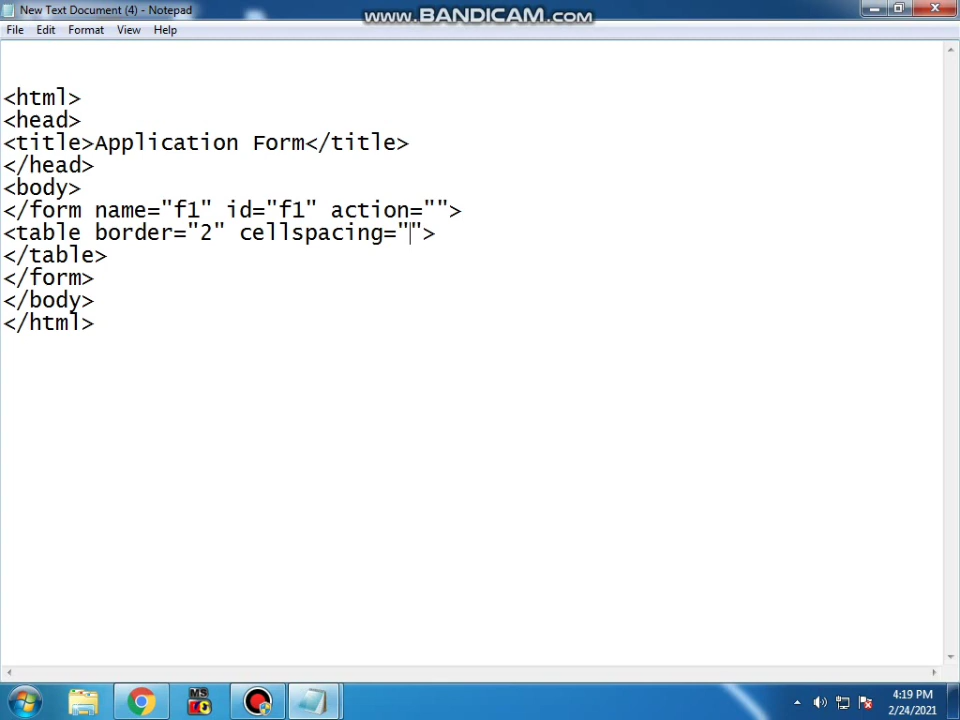 New Text Document (4) - Notepad
www.BANDICAM.com
File Edit Format View Help
<html>
<head>
<title>Application Form</title>
</head>
<body>
</form name="f1" id="f1" action="">
<table border="2" cellspacing="">
</table>
</form>
</body>
</html>
MS
4:19 PM
2/24/2021